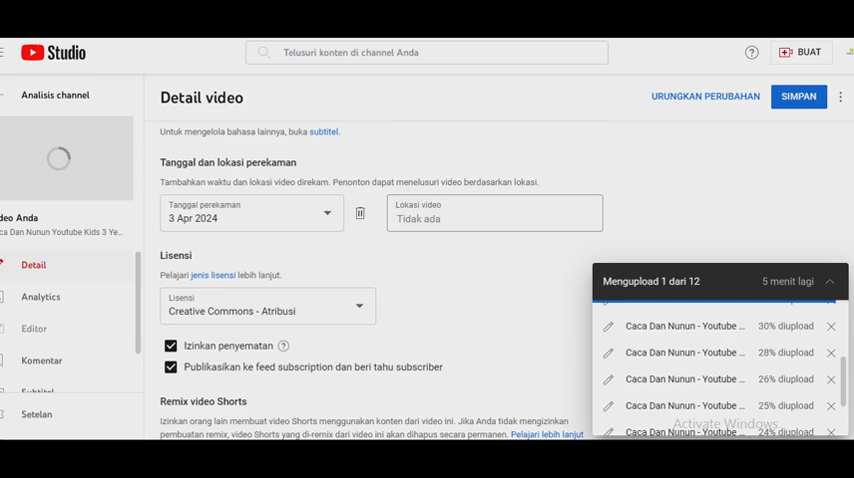 Studio
Telusuri konten di channel Anda
BUAT
Analisis channel
Detail video
URUNGKAN PERUBAHAN
SIMPAN
Untuk mengelola bahasa lainnya, buka subtitel.
Tanggal dan lokasi perekaman
Tambahkan waktu dan lokasi video direkam. Penonton dapat menelusuri video berdasarkan lokasi.
Tanggal perekaman
3 Apr 2024
Lokasi video
Tidak ada
deo Anda
ca Dan Nunun Youtube Kids 3 Ye...
Detail
Analytics
Editor
Komentar
Subtitel
Setelan
Lisensi
Pelajari jenis lisensi lebih lanjut.
Lisensi
Creative Commons - Atribusi
Izinkan penyematan
Publikasikan ke feed subscription dan beri tahu subscriber
Remix video Shorts
Izinkan orang lain membuat video Shorts menggunakan konten dari video ini. Jika Anda tidak mengizinkan
pembuatan remix, video Shorts yang di-remix dari video ini akan dihapus secara permanen. Pelajari lebih lanjut
Mengupload 1 dari 12
5 menit lagi
Caca Dan Nunun - Youtube ... 30% diupload
Caca Dan Nunun - Youtube ... 28% diupload
Caca Dan Nunun - Youtube ... 26% diupload
Caca Dan Nunun - Youtube ... 25% diupload
Caca Dan Nunun - Youtube ... 24% diupload
Activate Windows